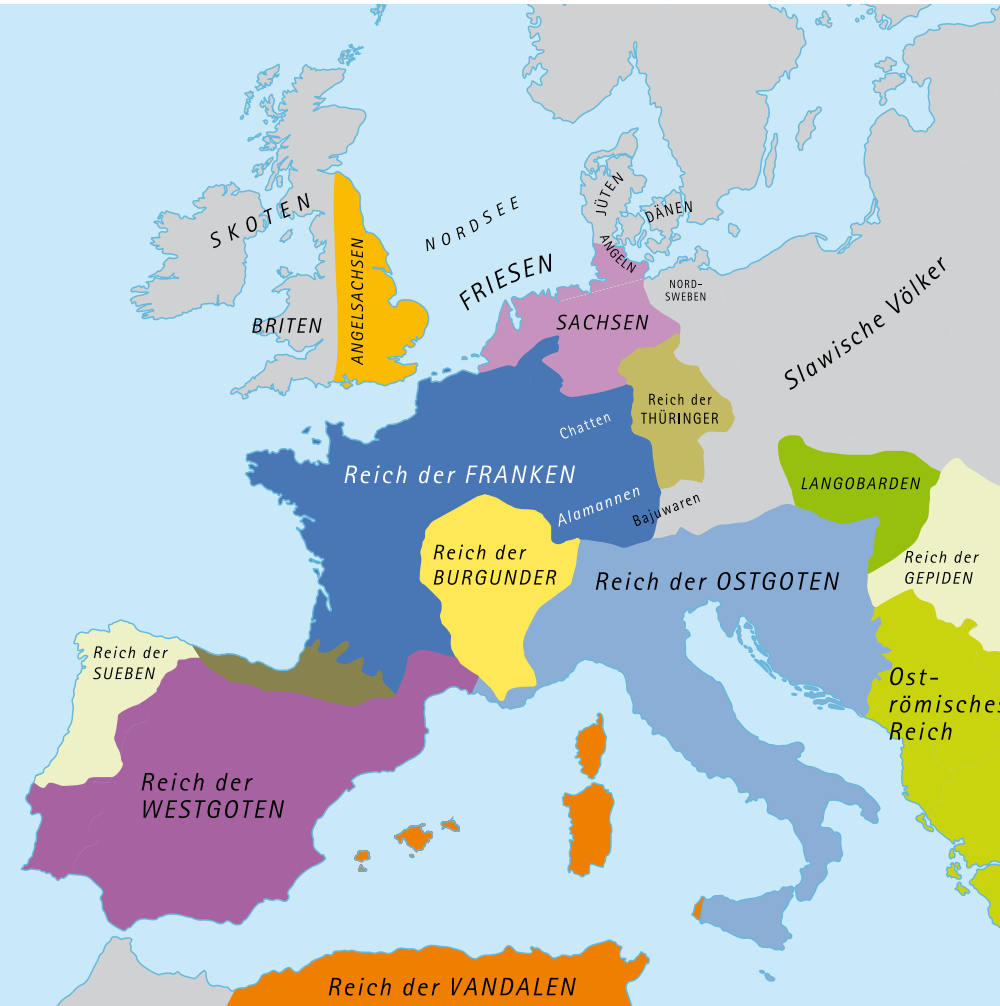 JÜTEN
DÄNEN
SKOTEN
NORDSEE
ANGELN
FRIESEN
NORD-
SWEBEN
Slawische Völker
ANGELSACHSEN
BRITEN
SACHSEN
Reich der
THÜRINGER
Chatten
Reich der FRANKEN
LANGOBARDEN
Alamannen
Bajuwaren
Reich der
BURGUNDER
Reich der OSTGOTEN
Reich der
GEPIDEN
Reich der
SUEBEN
Ost-
römisches
Reich
Reich der
WESTGOTEN
Reich der VANDALEN